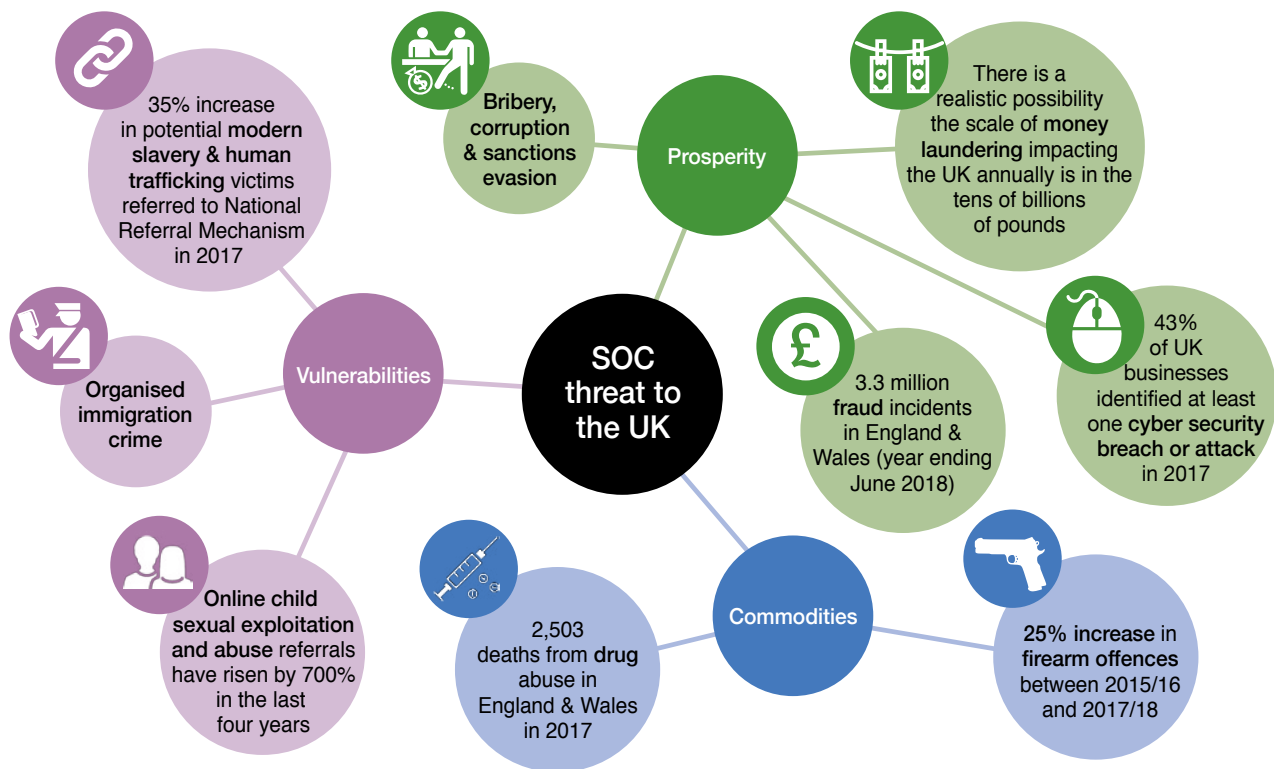 35% increase
in potential modern
slavery & human
trafficking victims
referred to National
Referral Mechanism
in 2017
Bribery,
corruption
& sanctions
evasion
Prosperity
There is a
realistic possibility
the scale of money
laundering impacting
the UK annually is in the
tens of billions
of pounds
Organised
immigration
crime
Vulnerabilities
SOC
threat to
the UK
£
3.3 million
fraud incidents
in England &
Wales (year ending
June 2018)
43%
of UK
businesses
identified at least
one cyber security
breach or attack
in 2017
Online child
sexual exploitation
and abuse referrals
have risen by 700%
in the last
four years
2,503
deaths from drug
abuse in
England & Wales
in 2017
Commodities
25% increase in
firearm offences
between 2015/16
and 2017/18